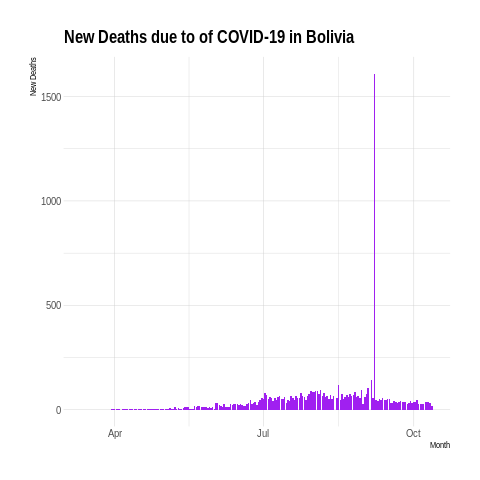 New Deaths due to of COVID-19 in Bolivia
New Deaths
1500
1000
500
0
Apr
Jul
Oct
Month